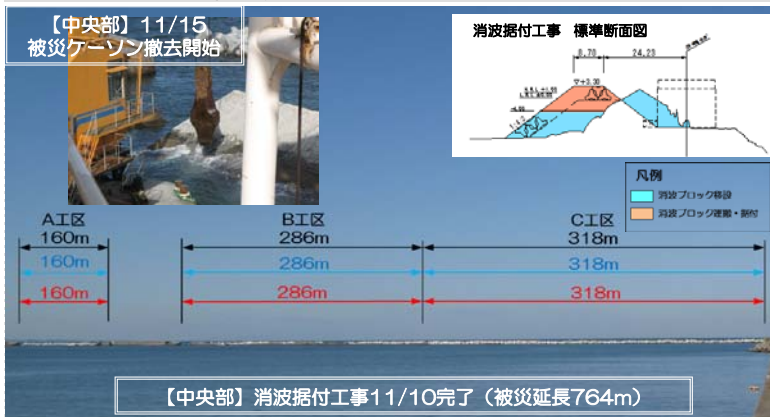 【中央部】11/15
被災ケーソン撤去開始
消波据付工事 標準断面図
8.70
24.23
▽+3.30
凡例
消波ブロック移設
消波ブロック運搬・据付
A工区
160m
160m
160m
B工区
286m
286m
286m
C工区
318m
318m
318m
【中央部】消波据付工事11/10完了（被災延長764m）